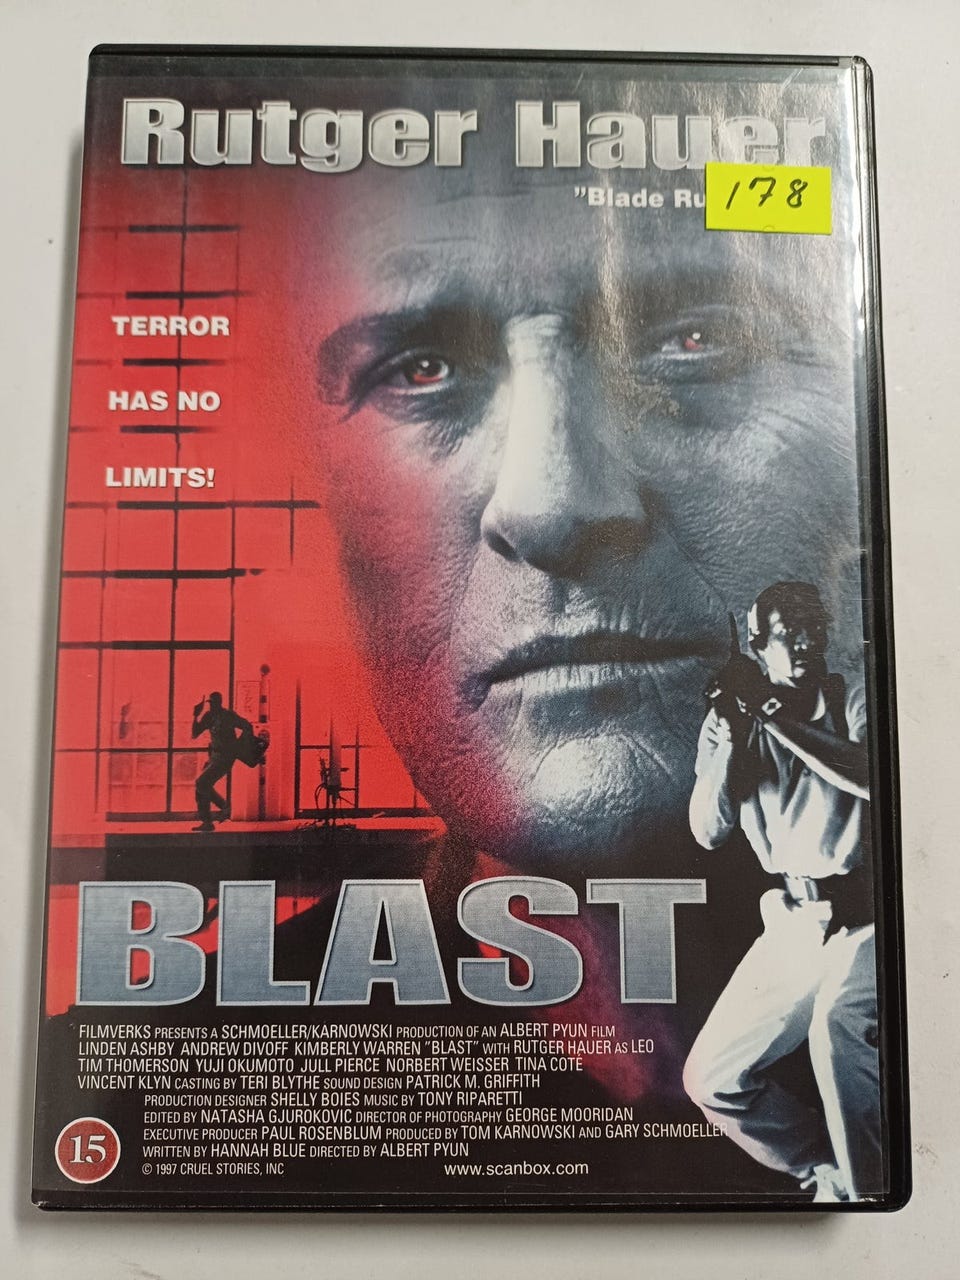 Rutger Hauer
"Blade
178
TERROR
HAS NO
LIMITS!
BLAST
FILMVERKS PRESENTS A SCHMOELLER/KARNOWSKI PRODUCTION OF AN ALBERT PYUN FILM
LINDEN ASHBY ANDREW DIVOFF KIMBERLY WARREN "BLAST" WITH RUTGER HAUER AS LEO
TIM THOMERSON YUJI OKUMOTO JULL PIERCE NORBERT WEISSER TINA COTE
VINCENT KLYN CASTING BY TERI BLYTHE SOUND DESIGN PATRICK M. GRIFFITH
PRODUCTION DESIGNER SHELLY BOIES MUSIC BY TONY RIPARETTI
EDITED BY NATASHA GJUROKOVIC DIRECTOR OF PHOTOGRAPHY GEORGE MOORIDAN
EXECUTIVE PRODUCER PAUL ROSENBLUM PRODUCED BY TOM KARNOWSKI AND GARY SCHMOELLER
WRITTEN BY HANNAH BLUE DIRECTED BY ALBERT PYUN
© 1997 CRUEL STORIES, INC www.scanbox.com
15